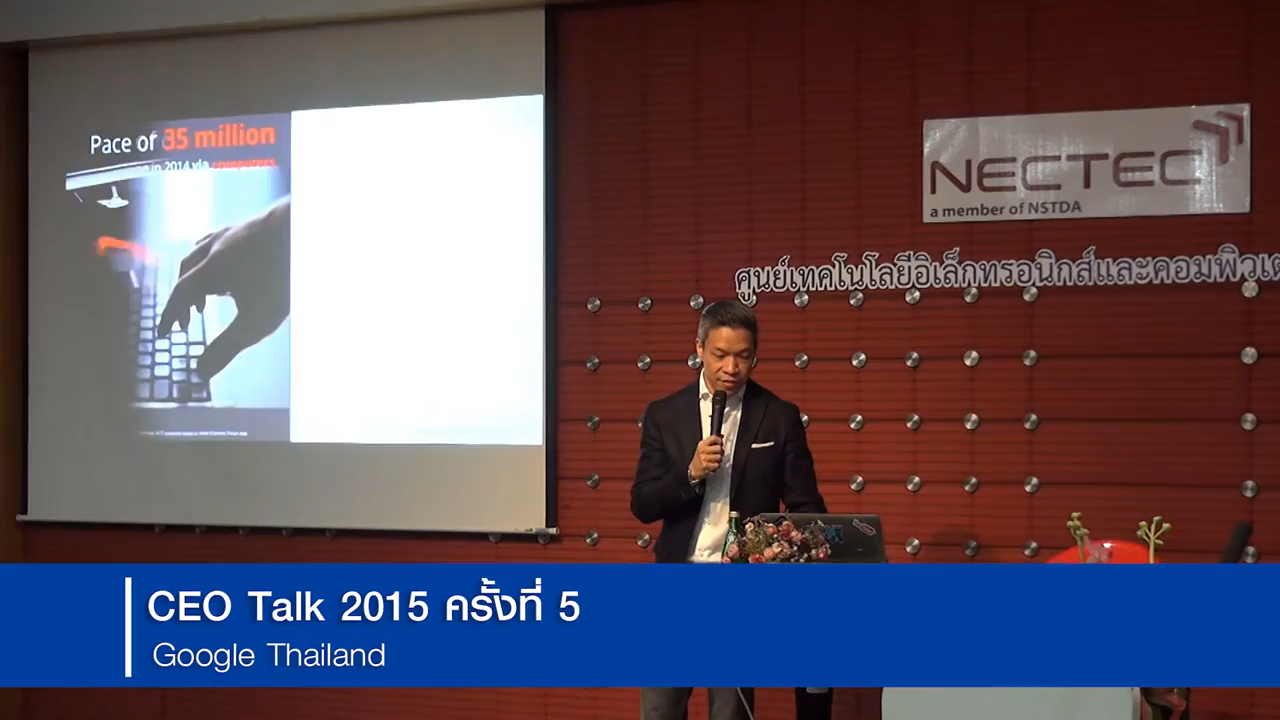 Pace of 35 million
in 2014 via computers
NECTEC
a member of NSTDA
ศูนย์เทคโนโลยีอิเล็กทรอนิกส์และคอมพิวเต
CEO Talk 2015 ครั้งที่ 5
Google Thailand